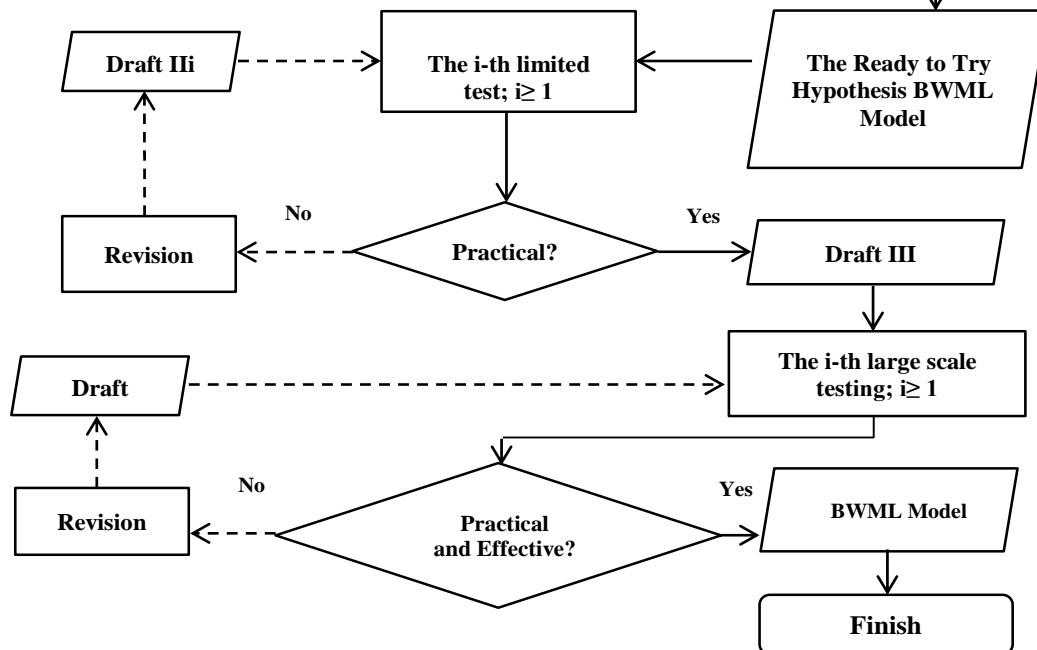 Draft IIi
The i-th limited
test; i≥ 1
The Ready to Try
Hypothesis BWML
Model
No
Yes
Revision
Practical?
Draft III
The i-th large scale
testing; i≥ 1
Draft
No
Yes
Revision
Practical
and Effective?
BWML Model
Finish